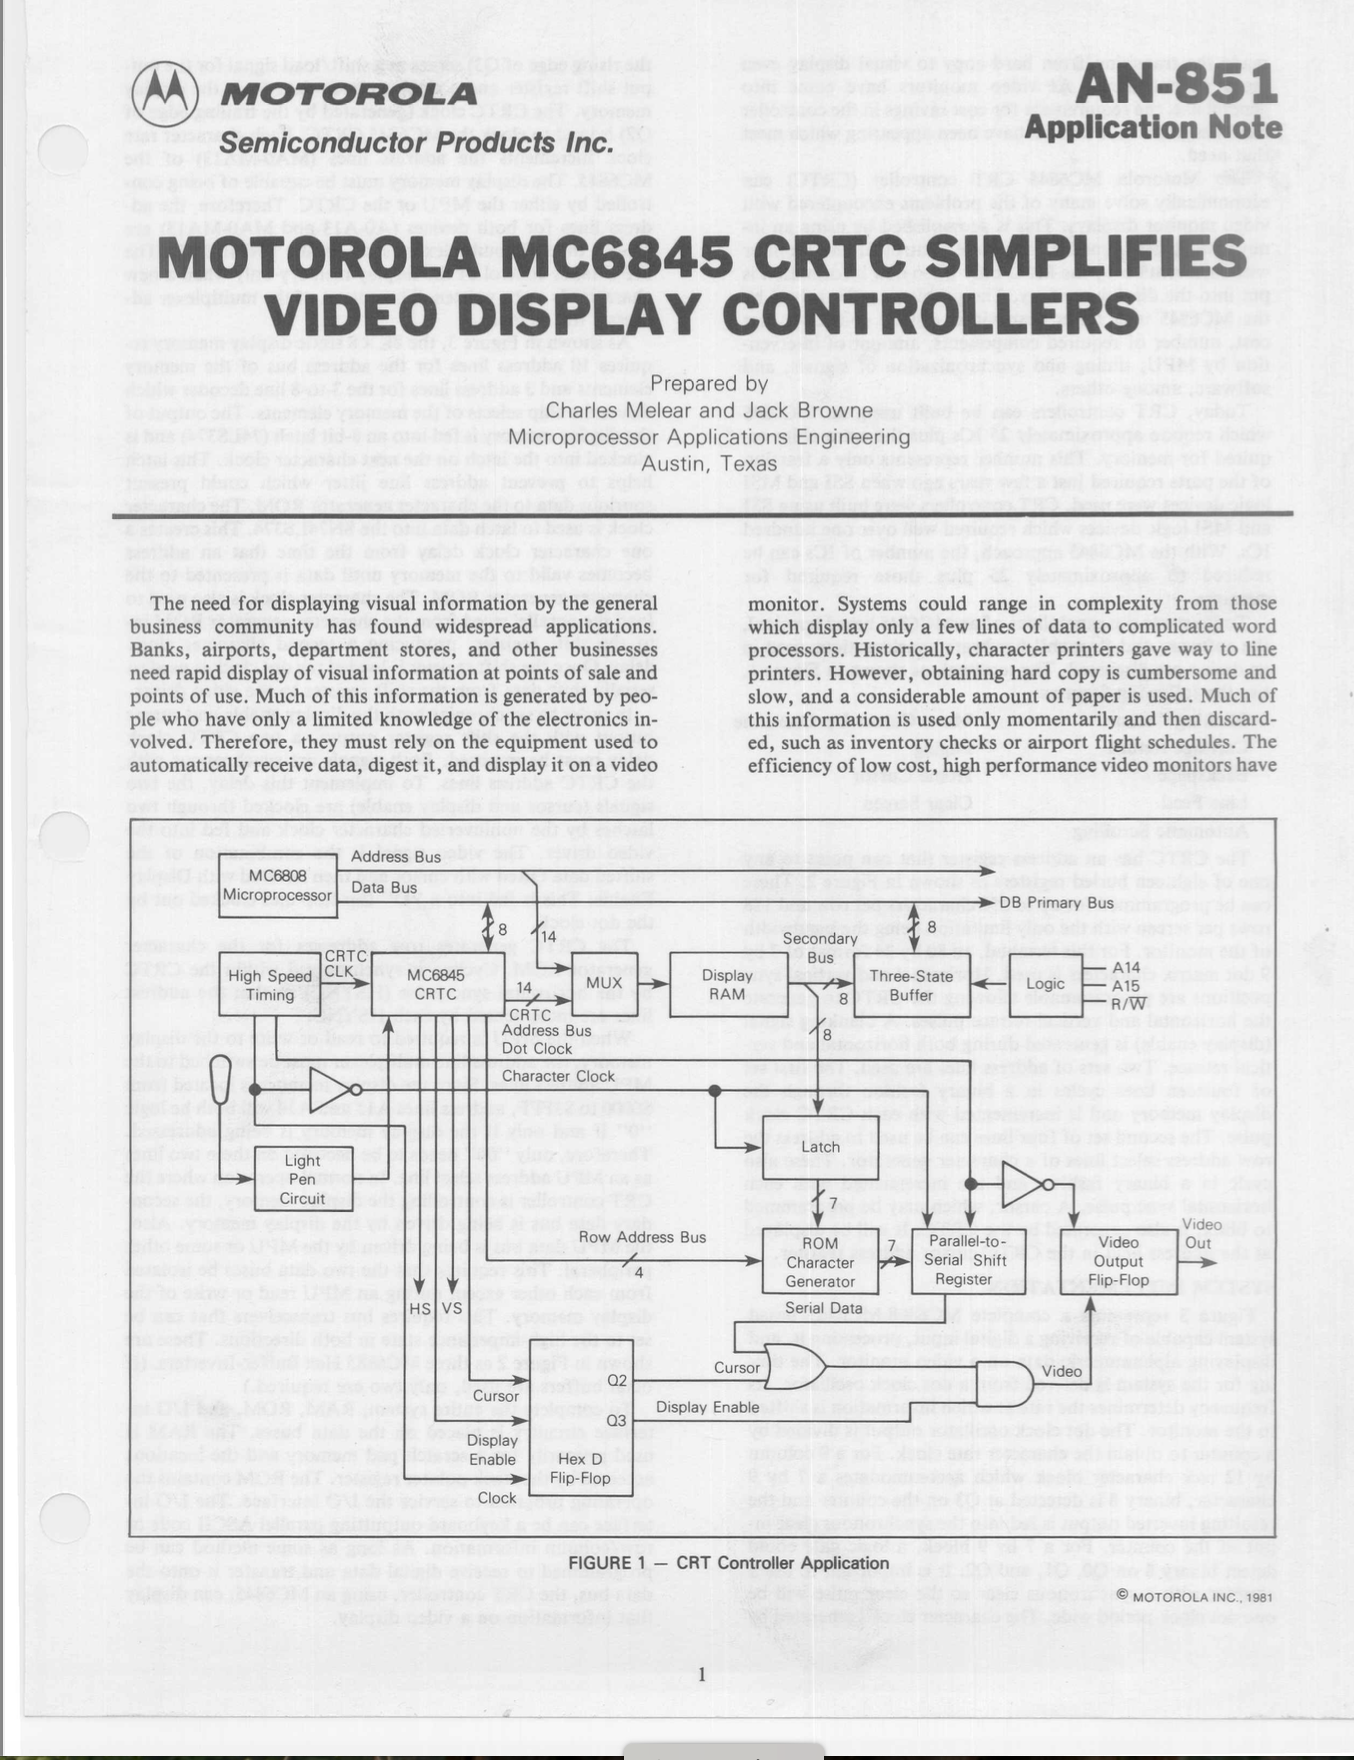 MOTOROLA
Semiconductor Products Inc.
AN-851
Application Note
MOTOROLA MC6845 CRTC SIMPLIFIES
VIDEO DISPLAY CONTROLLERS
Prepared by
Charles Melear and Jack Browne
Microprocessor Applications Engineering
Austin, Texas
The need for displaying visual information by the general
business community has found widespread applications.
Banks, airports, department stores, and other businesses
need rapid display of visual information at points of sale and
points of use. Much of this information is generated by peo-
ple who have only a limited knowledge of the electronics in-
volved. Therefore, they must rely on the equipment used to
automatically receive data, digest it, and display it on a video
monitor. Systems could range in complexity from those
which display only a few lines of data to complicated word
processors. Historically, character printers gave way to line
printers. However, obtaining hard copy is cumbersome and
slow, and a considerable amount of paper is used. Much of
this information is used only momentarily and then discard-
ed, such as inventory checks or airport flight schedules. The
efficiency of low cost, high performance video monitors have
MC6808
Microprocessor
Address Bus
Data Bus
8
14
DB Primary Bus
8
High Speed
Timing
CRTC
CLK
MC6845
CRTC
14
CRTC
Address Bus
MUX
Display
RAM
Secondary
Bus
8
8
Three-State
Buffer
Logic
A14
A15
R/W̅
Dot Clock
Character Clock
Light
Pen
Circuit
Latch
7
Row Address Bus
4
ROM
Character
Generator
7
Parallel-to-
Serial Shift
Register
Video
Output
Flip-Flop
Video
Out
Serial Data
HS VS
Cursor
Q2
Cursor
Video
Display Enable
Q3
Display
Enable
Hex D
Flip-Flop
Clock
FIGURE 1 — CRT Controller Application
© MOTOROLA INC., 1981
1